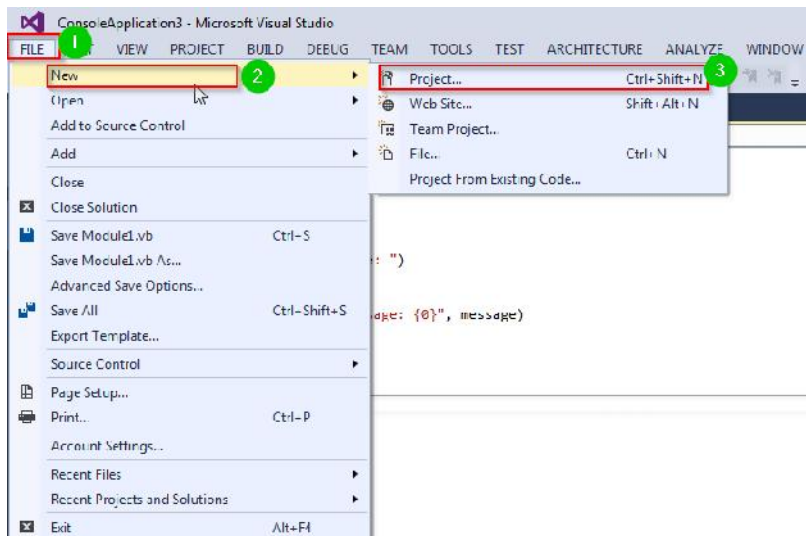 ConsoleApplication3 - Microsoft Visual Studio
FILE VIEW PROJECT BUILD DEBUG TEAM TOOLS TEST ARCHITECTURE ANALYZE WINDOW
1
New
2
Open
Add to Source Control
Add
Close
Close Solution
Save Module1.vb Ctrl+S
Save Module1.vb As...
Advanced Save Options...
Save All Ctrl+Shift+S
Export Template...
Source Control
Page Setup...
Print... Ctrl+P
Account Settings...
Recent Files
Recent Projects and Solutions
Exit Alt+F4
Project... Ctrl+Shift+N
3
Web Site... Shift+Alt+N
Team Project...
File... Ctrl+N
Project From Existing Code...
: ")
age: {0}", message)